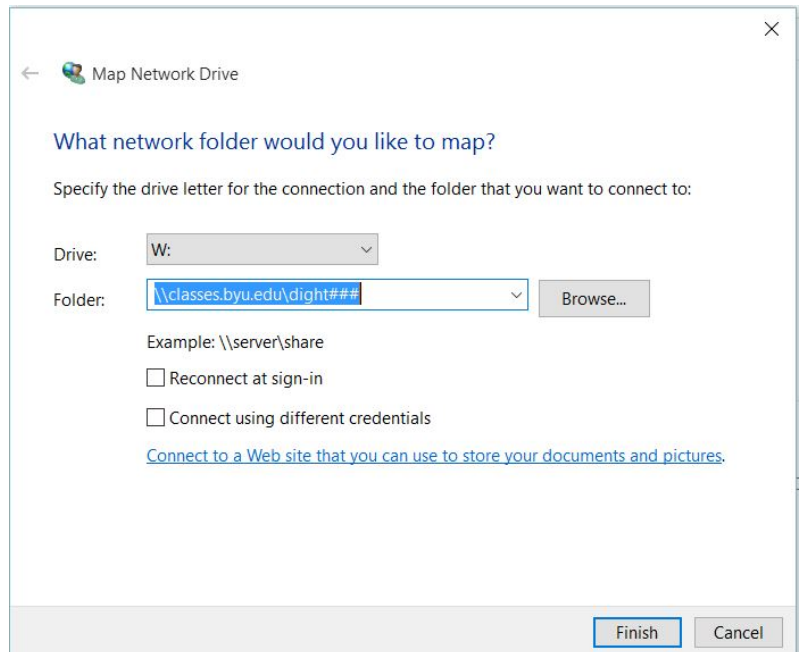 Map Network Drive
What network folder would you like to map?
Specify the drive letter for the connection and the folder that you want to connect to:
Drive: W:
Folder: \\classes.byu.edu\dight### Browse...
Example: \\server\share
Reconnect at sign-in
Connect using different credentials
Connect to a Web site that you can use to store your documents and pictures.
Finish Cancel